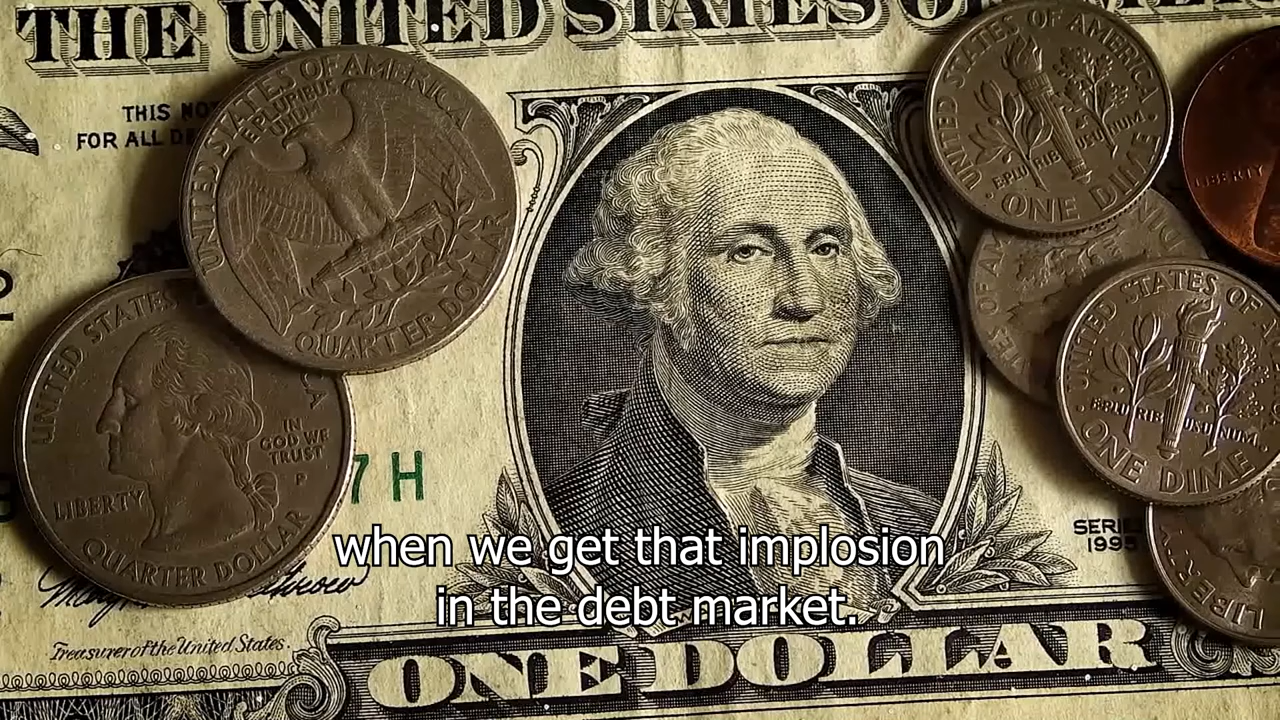 THE UNITED STATES OF
THIS NO
FOR ALL DE
UNITED STATES OF AMERICA
E PLURIBUS
UNUM
QUARTER DOLLAR
UNITED STATES
IN
GOD WE
TRUST
P
LIBERTY
QUARTER DOLLAR
7 H
UNITED STATES OF AMERICA
E PLURIBUS UNUM
ONE DIME
LIBERTY
UNITED STATES OF A
E PLURIBUS UNUM
ONE DIME
SERIE
1995
LIBER
when we get that implosion
in the debt market.
Treasurer of the United States.
ONE DOLLAR